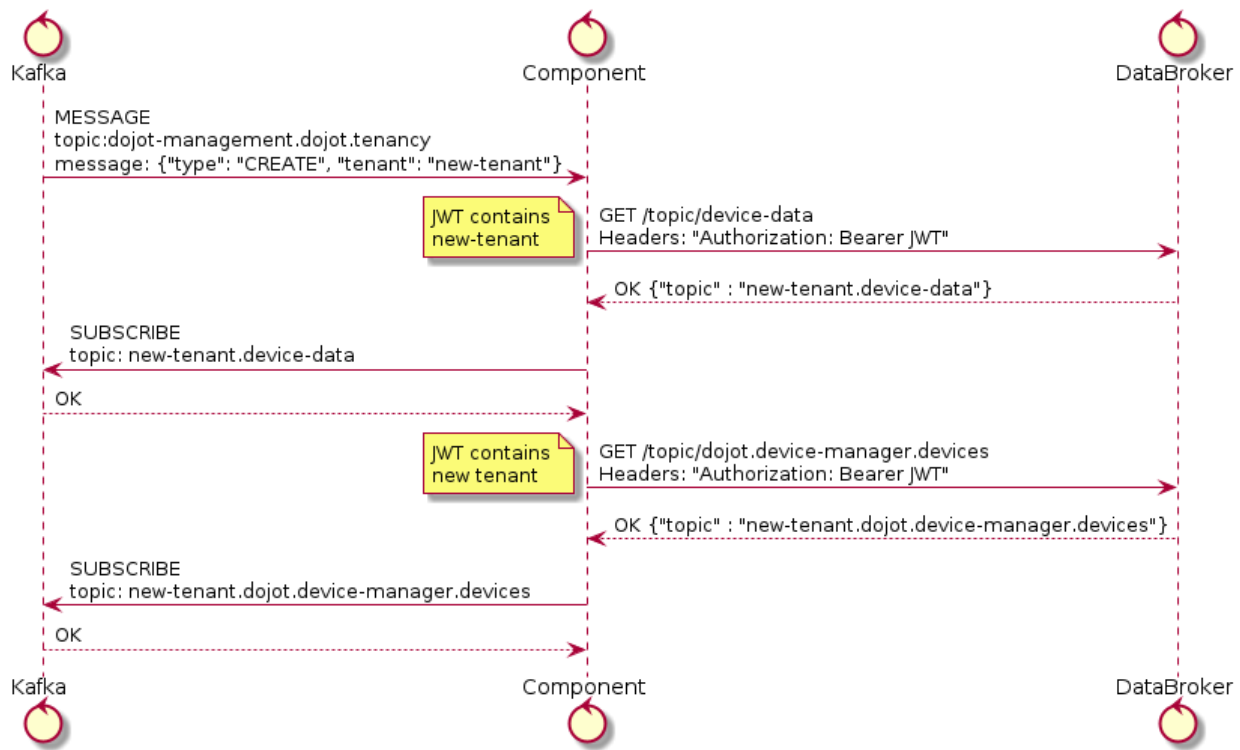 Kafka
Component
DataBroker
MESSAGE
topic:dojot-management.dojot.tenancy
message: {"type": "CREATE", "tenant": "new-tenant"}
JWT contains
new-tenant
GET /topic/device-data
Headers: "Authorization: Bearer JWT"
OK {"topic" : "new-tenant.device-data"}
SUBSCRIBE
topic: new-tenant.device-data
OK
JWT contains
new tenant
GET /topic/dojot.device-manager.devices
Headers: "Authorization: Bearer JWT"
OK {"topic" : "new-tenant.dojot.device-manager.devices"}
SUBSCRIBE
topic: new-tenant.dojot.device-manager.devices
OK
Kafka
Component
DataBroker